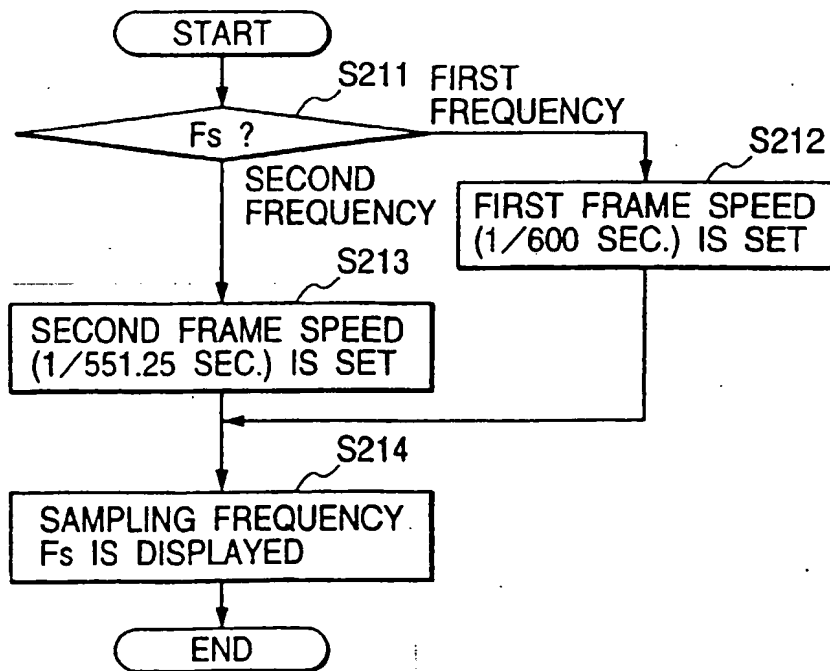 START
S211
FIRST
FREQUENCY
Fs ?
S212
SECOND
FREQUENCY
FIRST FRAME SPEED
(1/600 SEC.) IS SET
S213
SECOND FRAME SPEED
(1/551.25 SEC.) IS SET
S214
SAMPLING FREQUENCY
Fs IS DISPLAYED
END